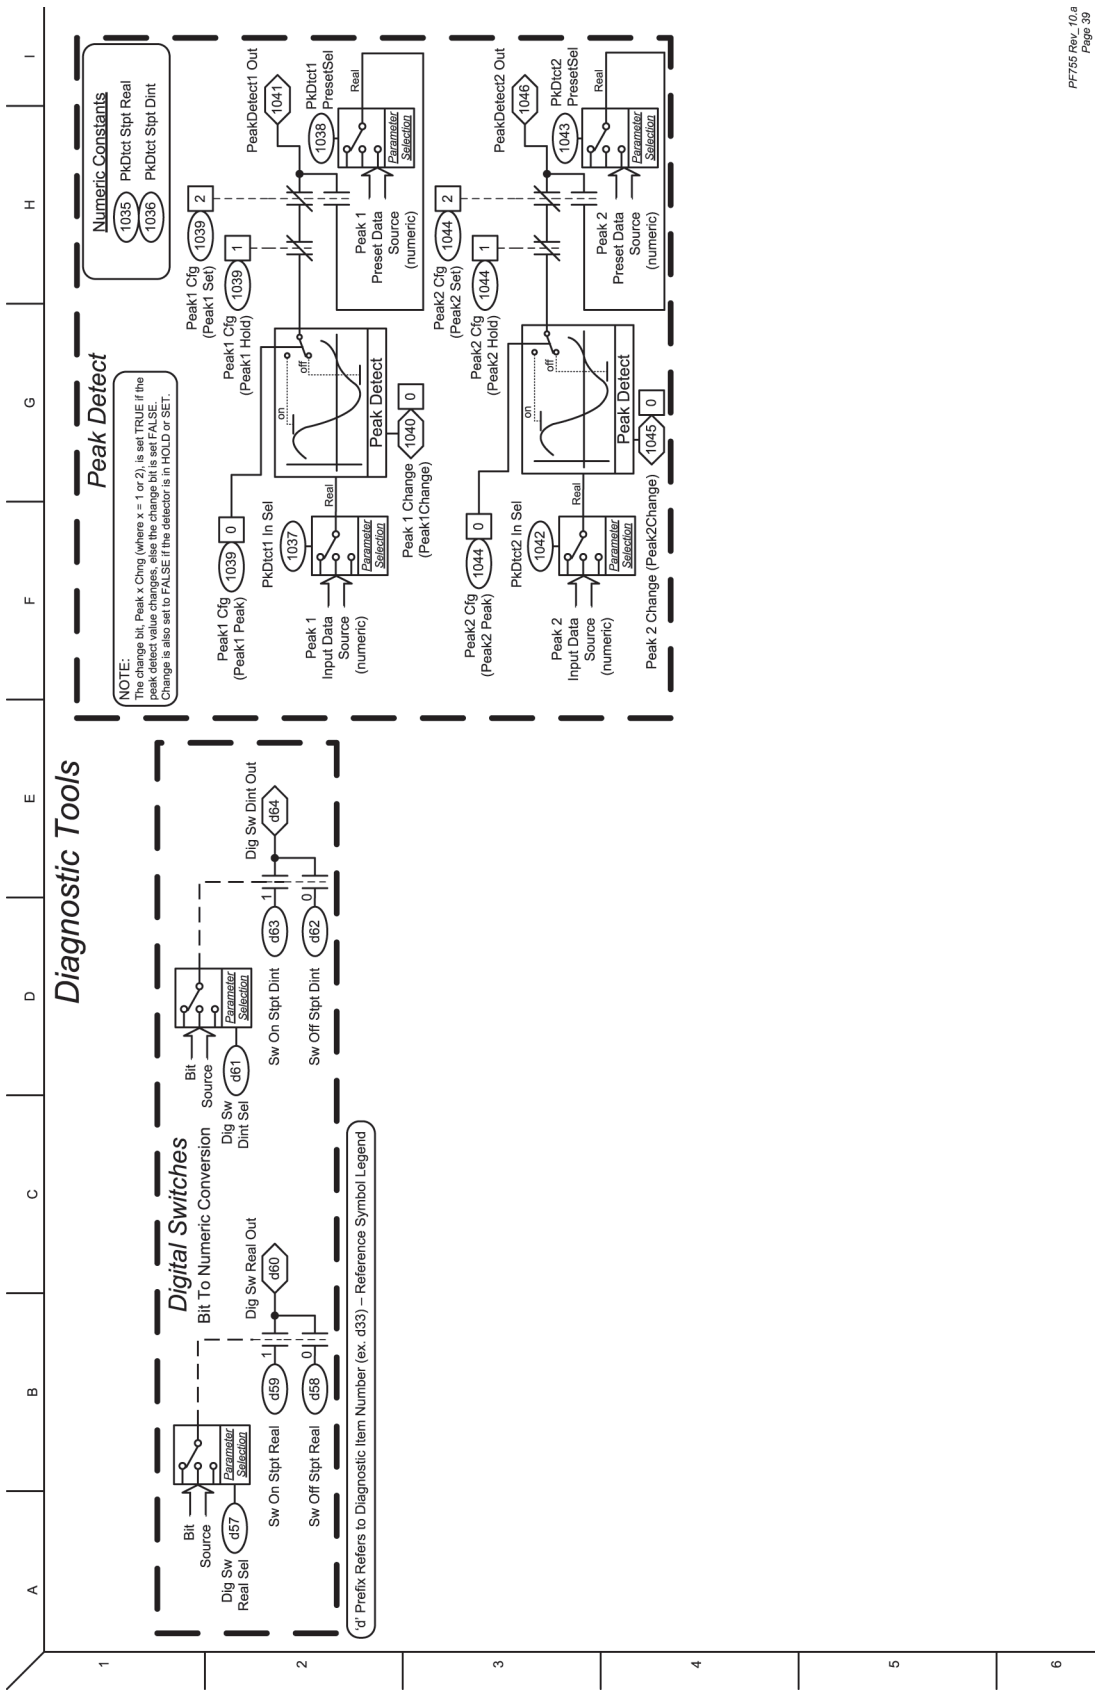 A
B
C
D
E
F
G
H
I
1
2
3
4
5
6
Diagnostic Tools
Digital Switches
Bit To Numeric Conversion
Bit
Source
Parameter
Selection
d57
Dig Sw
Real Sel
1
d59
Sw On Stpt Real
0
d58
Sw Off Stpt Real
Dig Sw Real Out
d60
Bit
Source
Parameter
Selection
d61
Dig Sw
Dint Sel
1
d63
Sw On Stpt Dint
0
d62
Sw Off Stpt Dint
Dig Sw Dint Out
d64
'd' Prefix Refers to Diagnostic Item Number (ex. d33) – Reference Symbol Legend
Peak Detect
NOTE:
The change bit, Peak x Chng (where x = 1 or 2), is set TRUE if the
peak detect value changes, else the change bit is set FALSE.
Change is also set to FALSE if the detector is in HOLD or SET.
Numeric Constants
1035 PkDtct Stpt Real
1036 PkDtct Stpt Dint
Peak1 Cfg
(Peak1 Peak)
1039 0
PkDtct1 In Sel
1037
Peak 1
Input Data
Source
(numeric)
Parameter
Selection
Real
on
off
Peak Detect
Peak 1 Change
(Peak1Change)
1040 0
Peak1 Cfg
(Peak1 Set)
1039 2
Peak1 Cfg
(Peak1 Hold)
1039 1
PeakDetect1 Out
1041
PkDtct1
PresetSel
1038
Peak 1
Preset Data
Source
(numeric)
Parameter
Selection
Real
Peak2 Cfg
(Peak2 Peak)
1044 0
PkDtct2 In Sel
1042
Peak 2
Input Data
Source
(numeric)
Parameter
Selection
Real
on
off
Peak Detect
Peak 2 Change (Peak2Change)
1045 0
Peak2 Cfg
(Peak2 Set)
1044 2
Peak2 Cfg
(Peak2 Hold)
1044 1
PeakDetect2 Out
1046
PkDtct2
PresetSel
1043
Peak 2
Preset Data
Source
(numeric)
Parameter
Selection
Real
PF755 Rev_10.a
Page 39